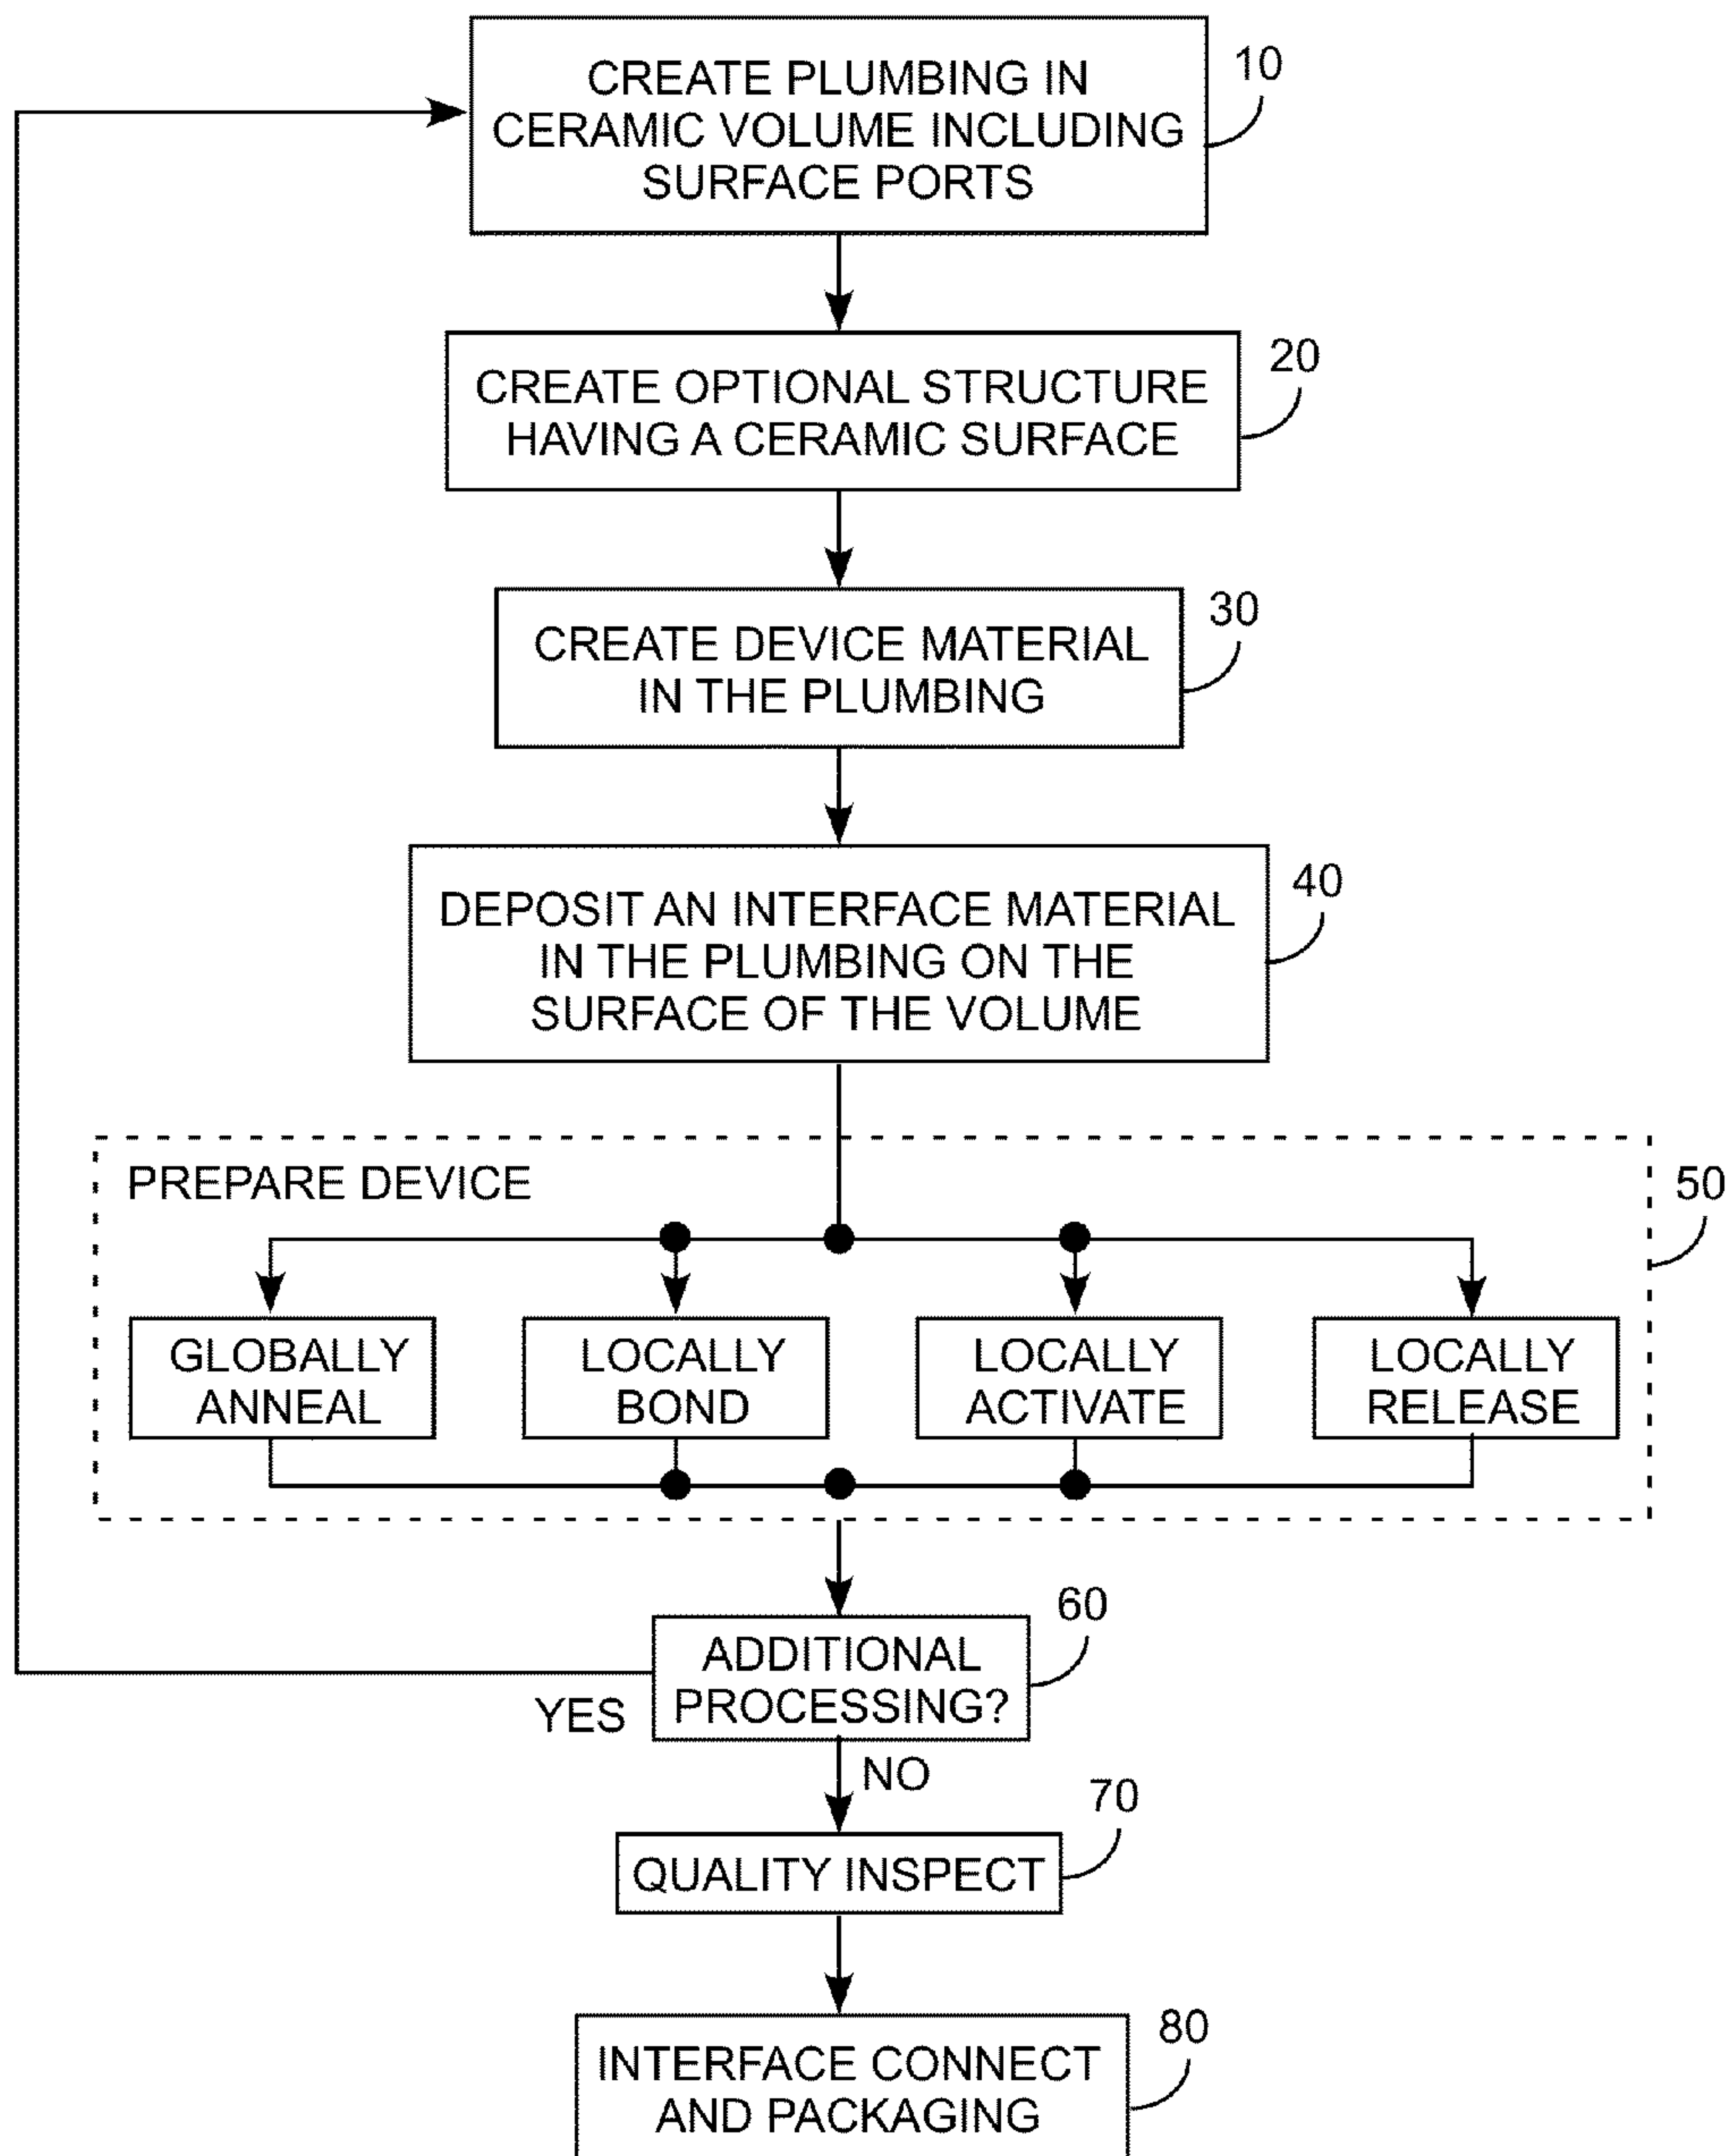 CREATE PLUMBING IN
CERAMIC VOLUME INCLUDING
SURFACE PORTS
10
CREATE OPTIONAL STRUCTURE
HAVING A CERAMIC SURFACE
20
CREATE DEVICE MATERIAL
IN THE PLUMBING
30
DEPOSIT AN INTERFACE MATERIAL
IN THE PLUMBING ON THE
SURFACE OF THE VOLUME
40
PREPARE DEVICE
50
GLOBALLY
ANNEAL
LOCALLY
BOND
LOCALLY
ACTIVATE
LOCALLY
RELEASE
ADDITIONAL
PROCESSING?
60
YES
NO
QUALITY INSPECT
70
INTERFACE CONNECT
AND PACKAGING
80